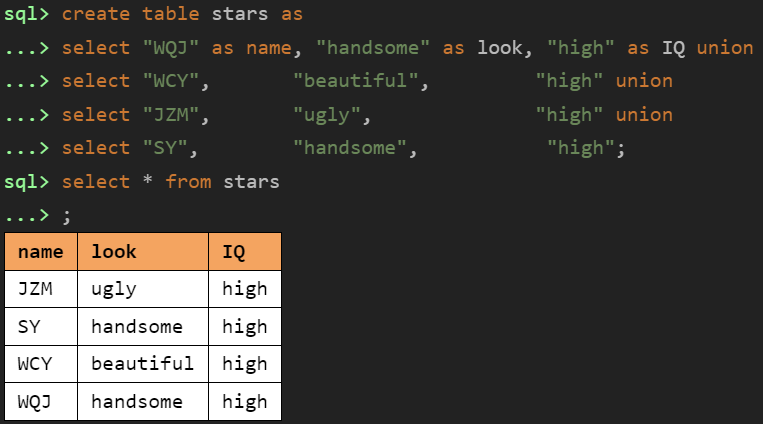 sql> create table stars as
...> select "WQJ" as name, "handsome" as look, "high" as IQ union
...> select "WCY", "beautiful", "high" union
...> select "JZM", "ugly", "high" union
...> select "SY", "handsome", "high";
sql> select * from stars
...> ;
name look IQ
JZM ugly high
SY handsome high
WCY beautiful high
WQJ handsome high